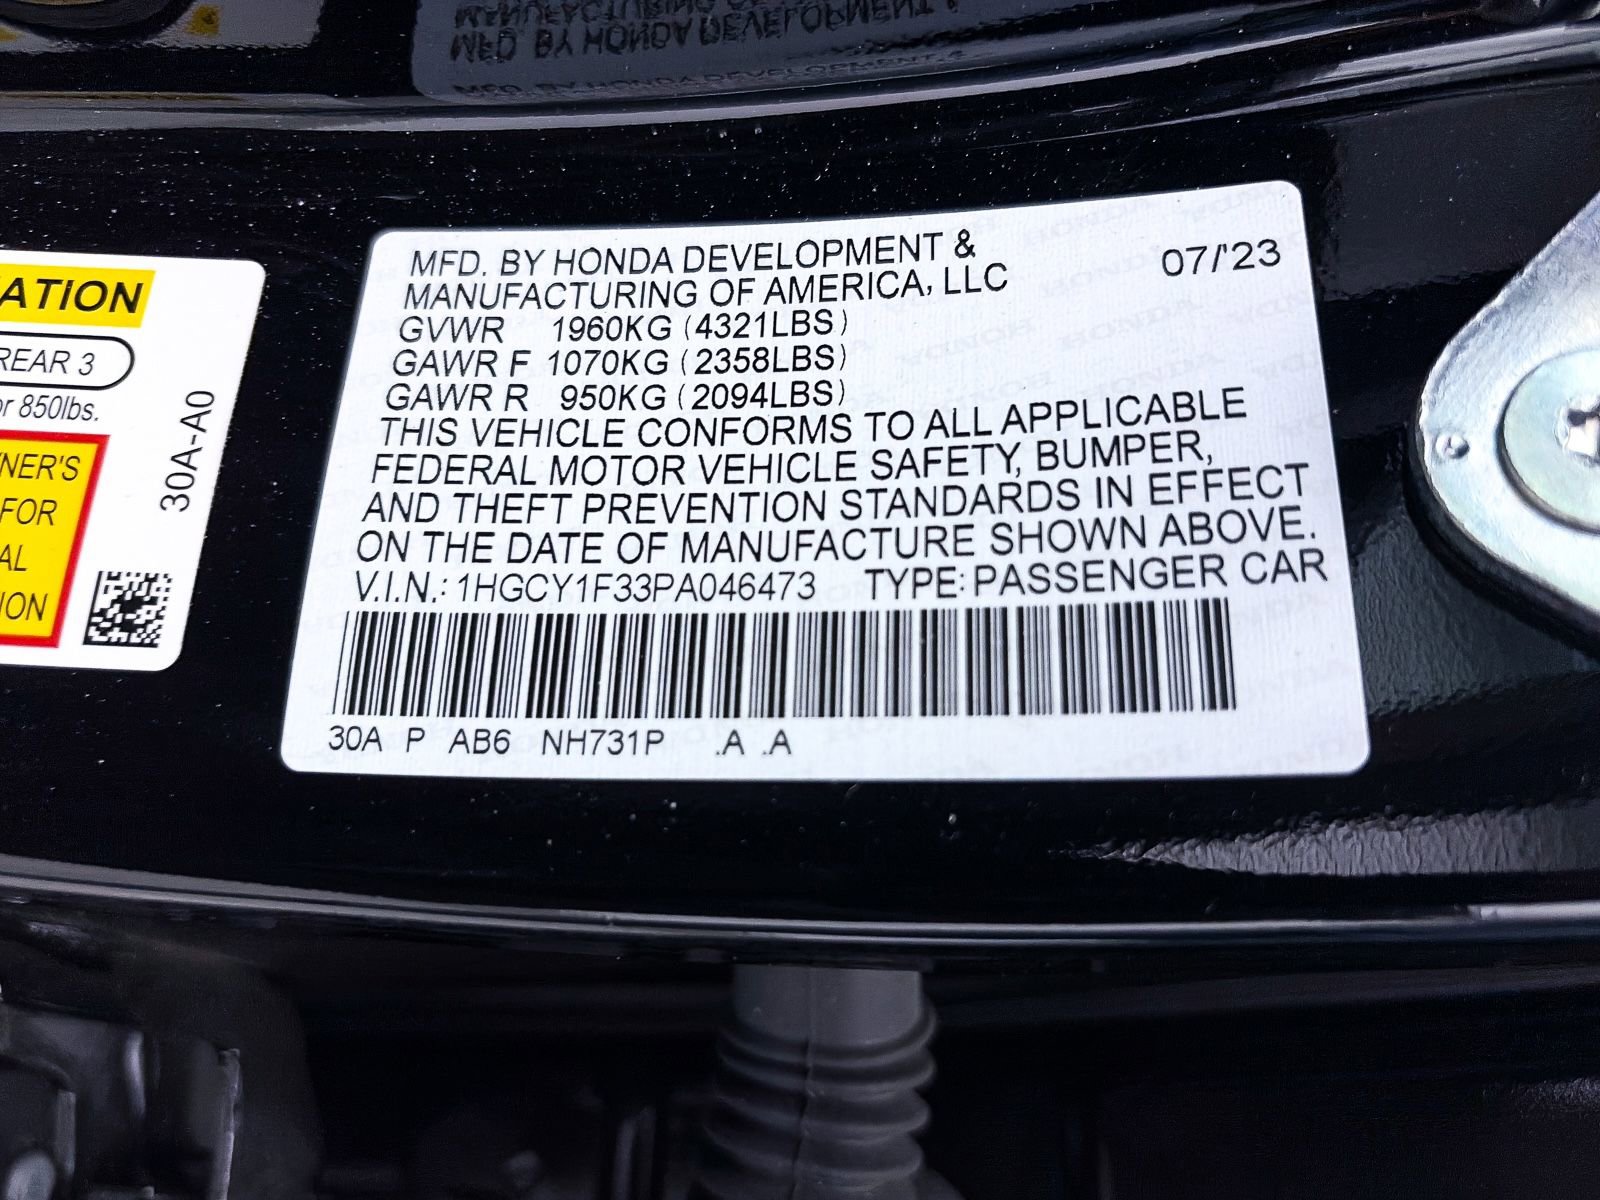 MFD. BY HONDA DEVELOPMENT &
MANUFACTURING OF AMERICA, LLC
07/'23
GVWR 1960KG (4321LBS)
GAWR F 1070KG (2358LBS)
GAWR R 950KG (2094LBS)
THIS VEHICLE CONFORMS TO ALL APPLICABLE
FEDERAL MOTOR VEHICLE SAFETY, BUMPER,
AND THEFT PREVENTION STANDARDS IN EFFECT
ON THE DATE OF MANUFACTURE SHOWN ABOVE.
V.I.N.: 1HGCY1F33PA046473 TYPE: PASSENGER CAR
30A P AB6 NH731P .A .A
ATION
REAR 3
or 850lbs.
NER'S
FOR
AL
ION
30A-A0